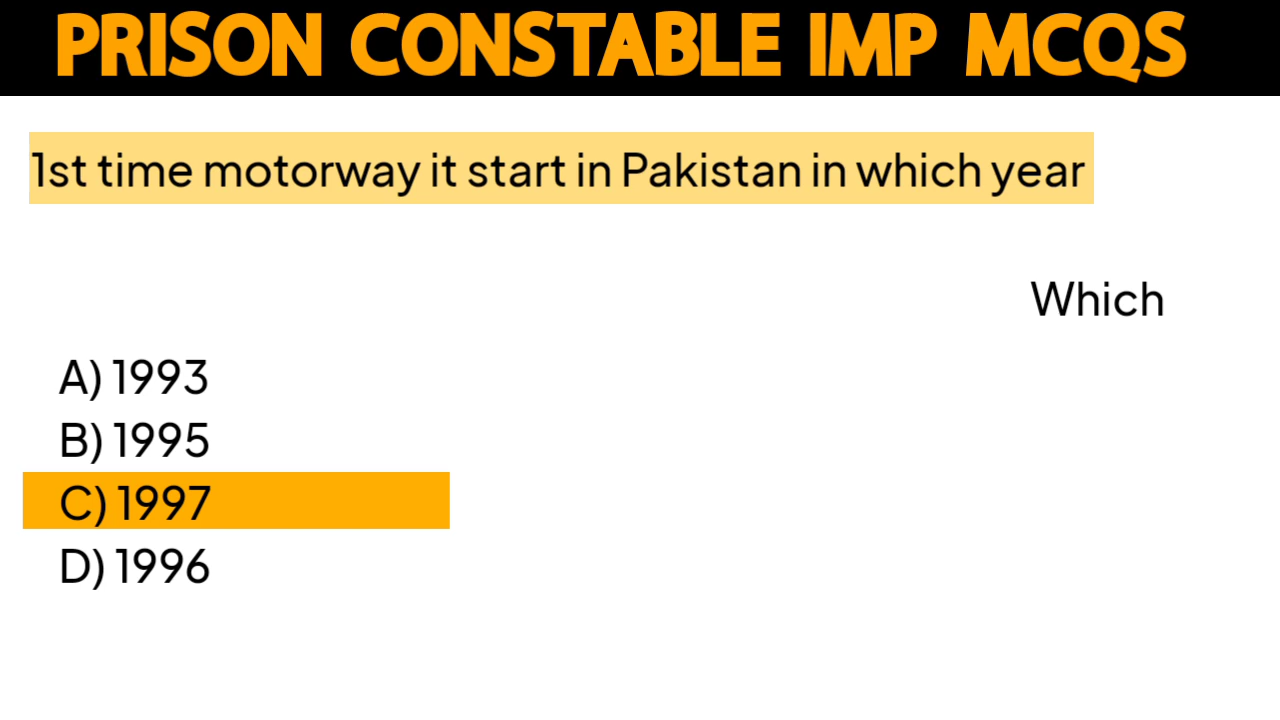 PRISON CONSTABLE IMP MCQS
1st time motorway it start in Pakistan in which year
Which
A) 1993
B) 1995
C) 1997
D) 1996